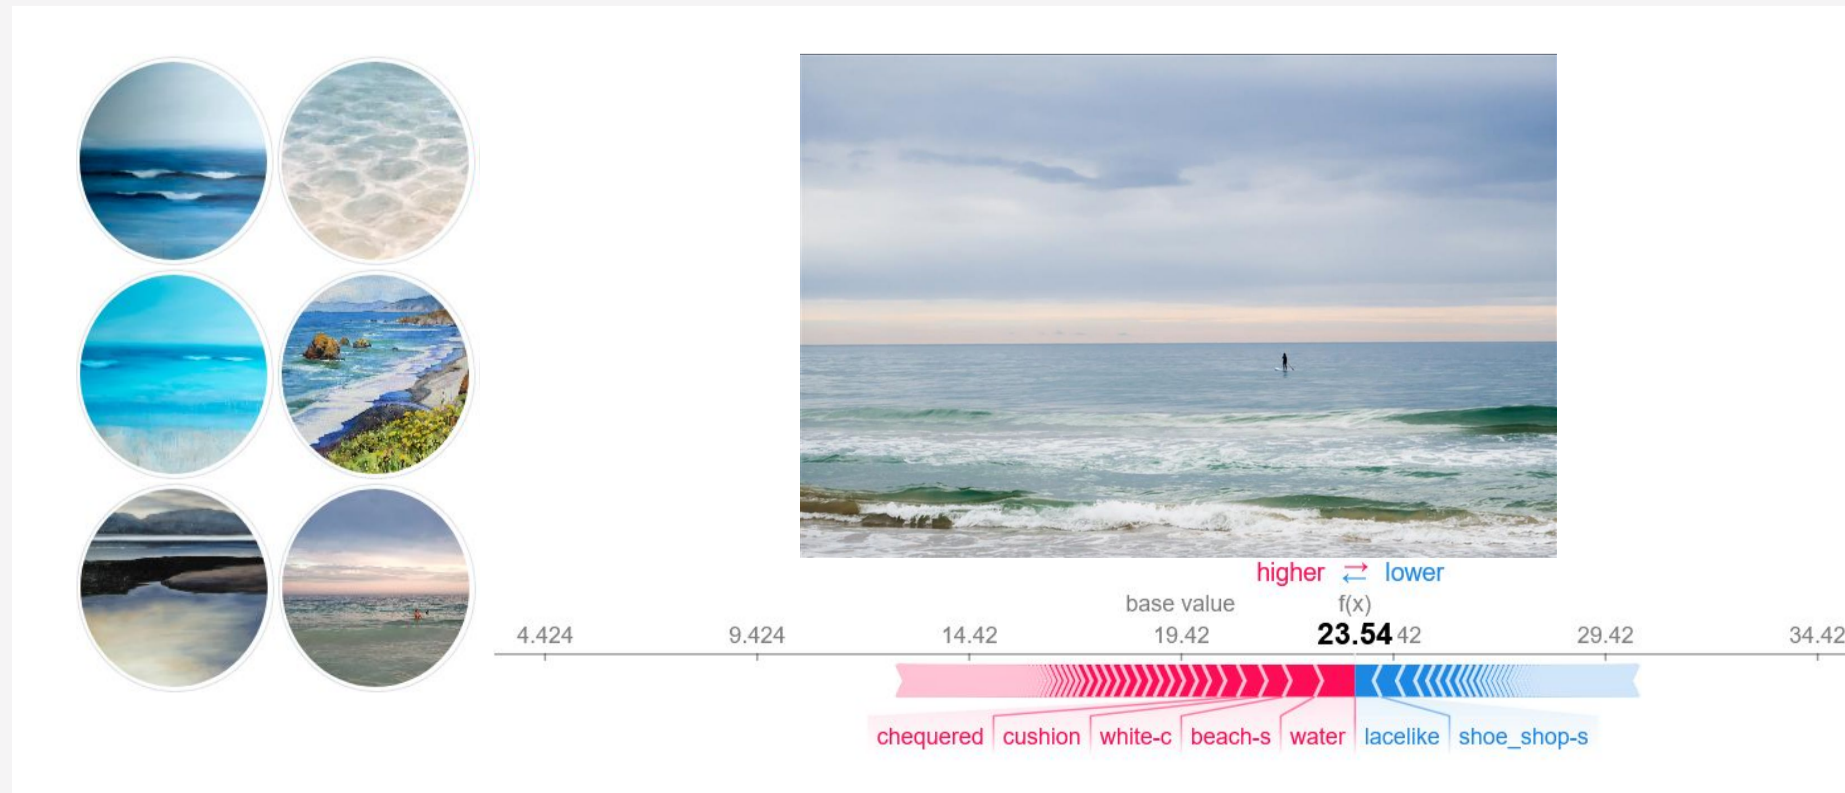 higher lower
base value f(x)
4.424 9.424 14.42 19.42 23.54 42 29.42 34.42
chequered cushion white-c beach-s water lacelike shoe_shop-s